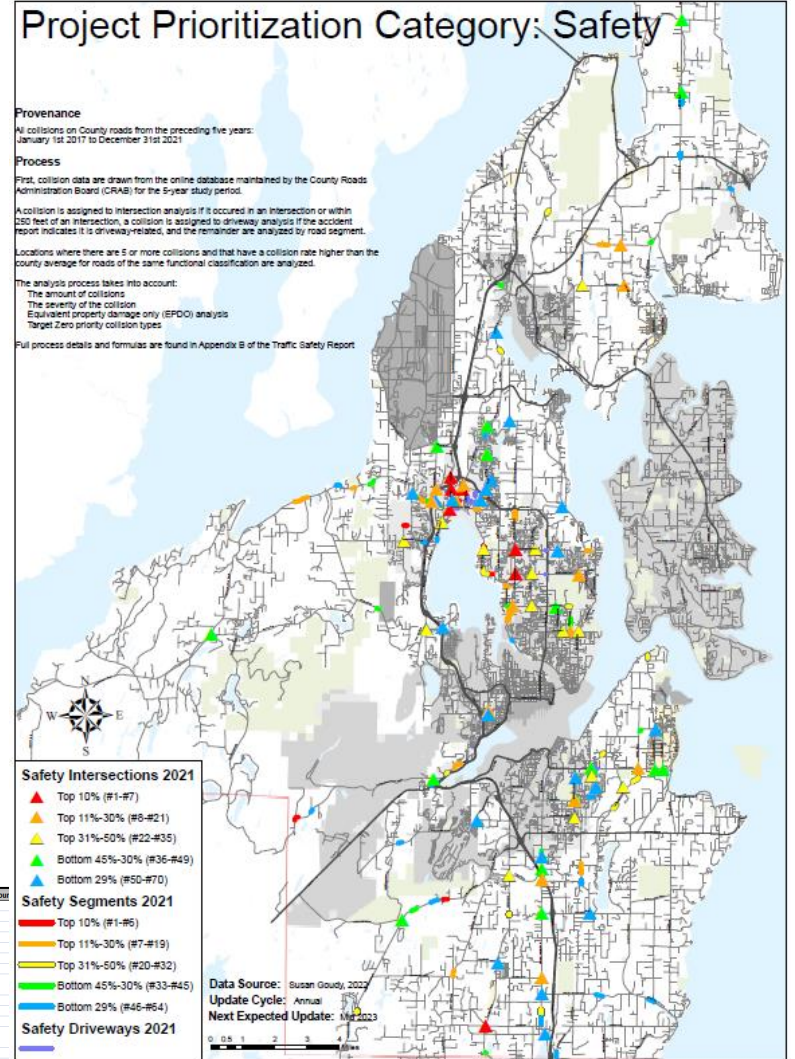 Project Prioritization Category: Safety
Provenance
All collisions on County roads from the preceding five years:
January 1st 2017 to December 31st 2021
Process
First, collision data are drawn from the online database maintained by the County Roads
Administration Board (CRAB) for the 5-year study period.
A collision is assigned to intersection analysis if it occured in an intersection or within
250 feet of an intersection, a collision is assigned to driveway analysis if the accident
report indicates it is driveway-related, and the remainder are analyzed by road segment.
Locations where there are 5 or more collisions and that have a collision rate higher than the
county average for roads of the same functional classification are analyzed.
The analysis process takes into account:
The amount of collisions
The severity of the collision
Equivalent property damage only (EPDO) analysis
Target Zero priority collision types
Full process details and formulas are found in Appendix B of the Traffic Safety Report
N
W E
S
Safety Intersections 2021
Top 10% (#1-#7)
Top 11%-30% (#8-#21)
Top 31%-50% (#22-#35)
Bottom 45%-30% (#36-#49)
Bottom 29% (#50-#70)
Safety Segments 2021
Top 10% (#1-#6)
Top 11%-30% (#7-#19)
Top 31%-50% (#20-#32)
Bottom 45%-30% (#33-#45)
Bottom 29% (#46-#64)
Safety Driveways 2021
Data Source: Susan Goudy, 2022
Update Cycle: Annual
Next Expected Update: Mid 2023
0 0.5 1 2 3 4
Miles